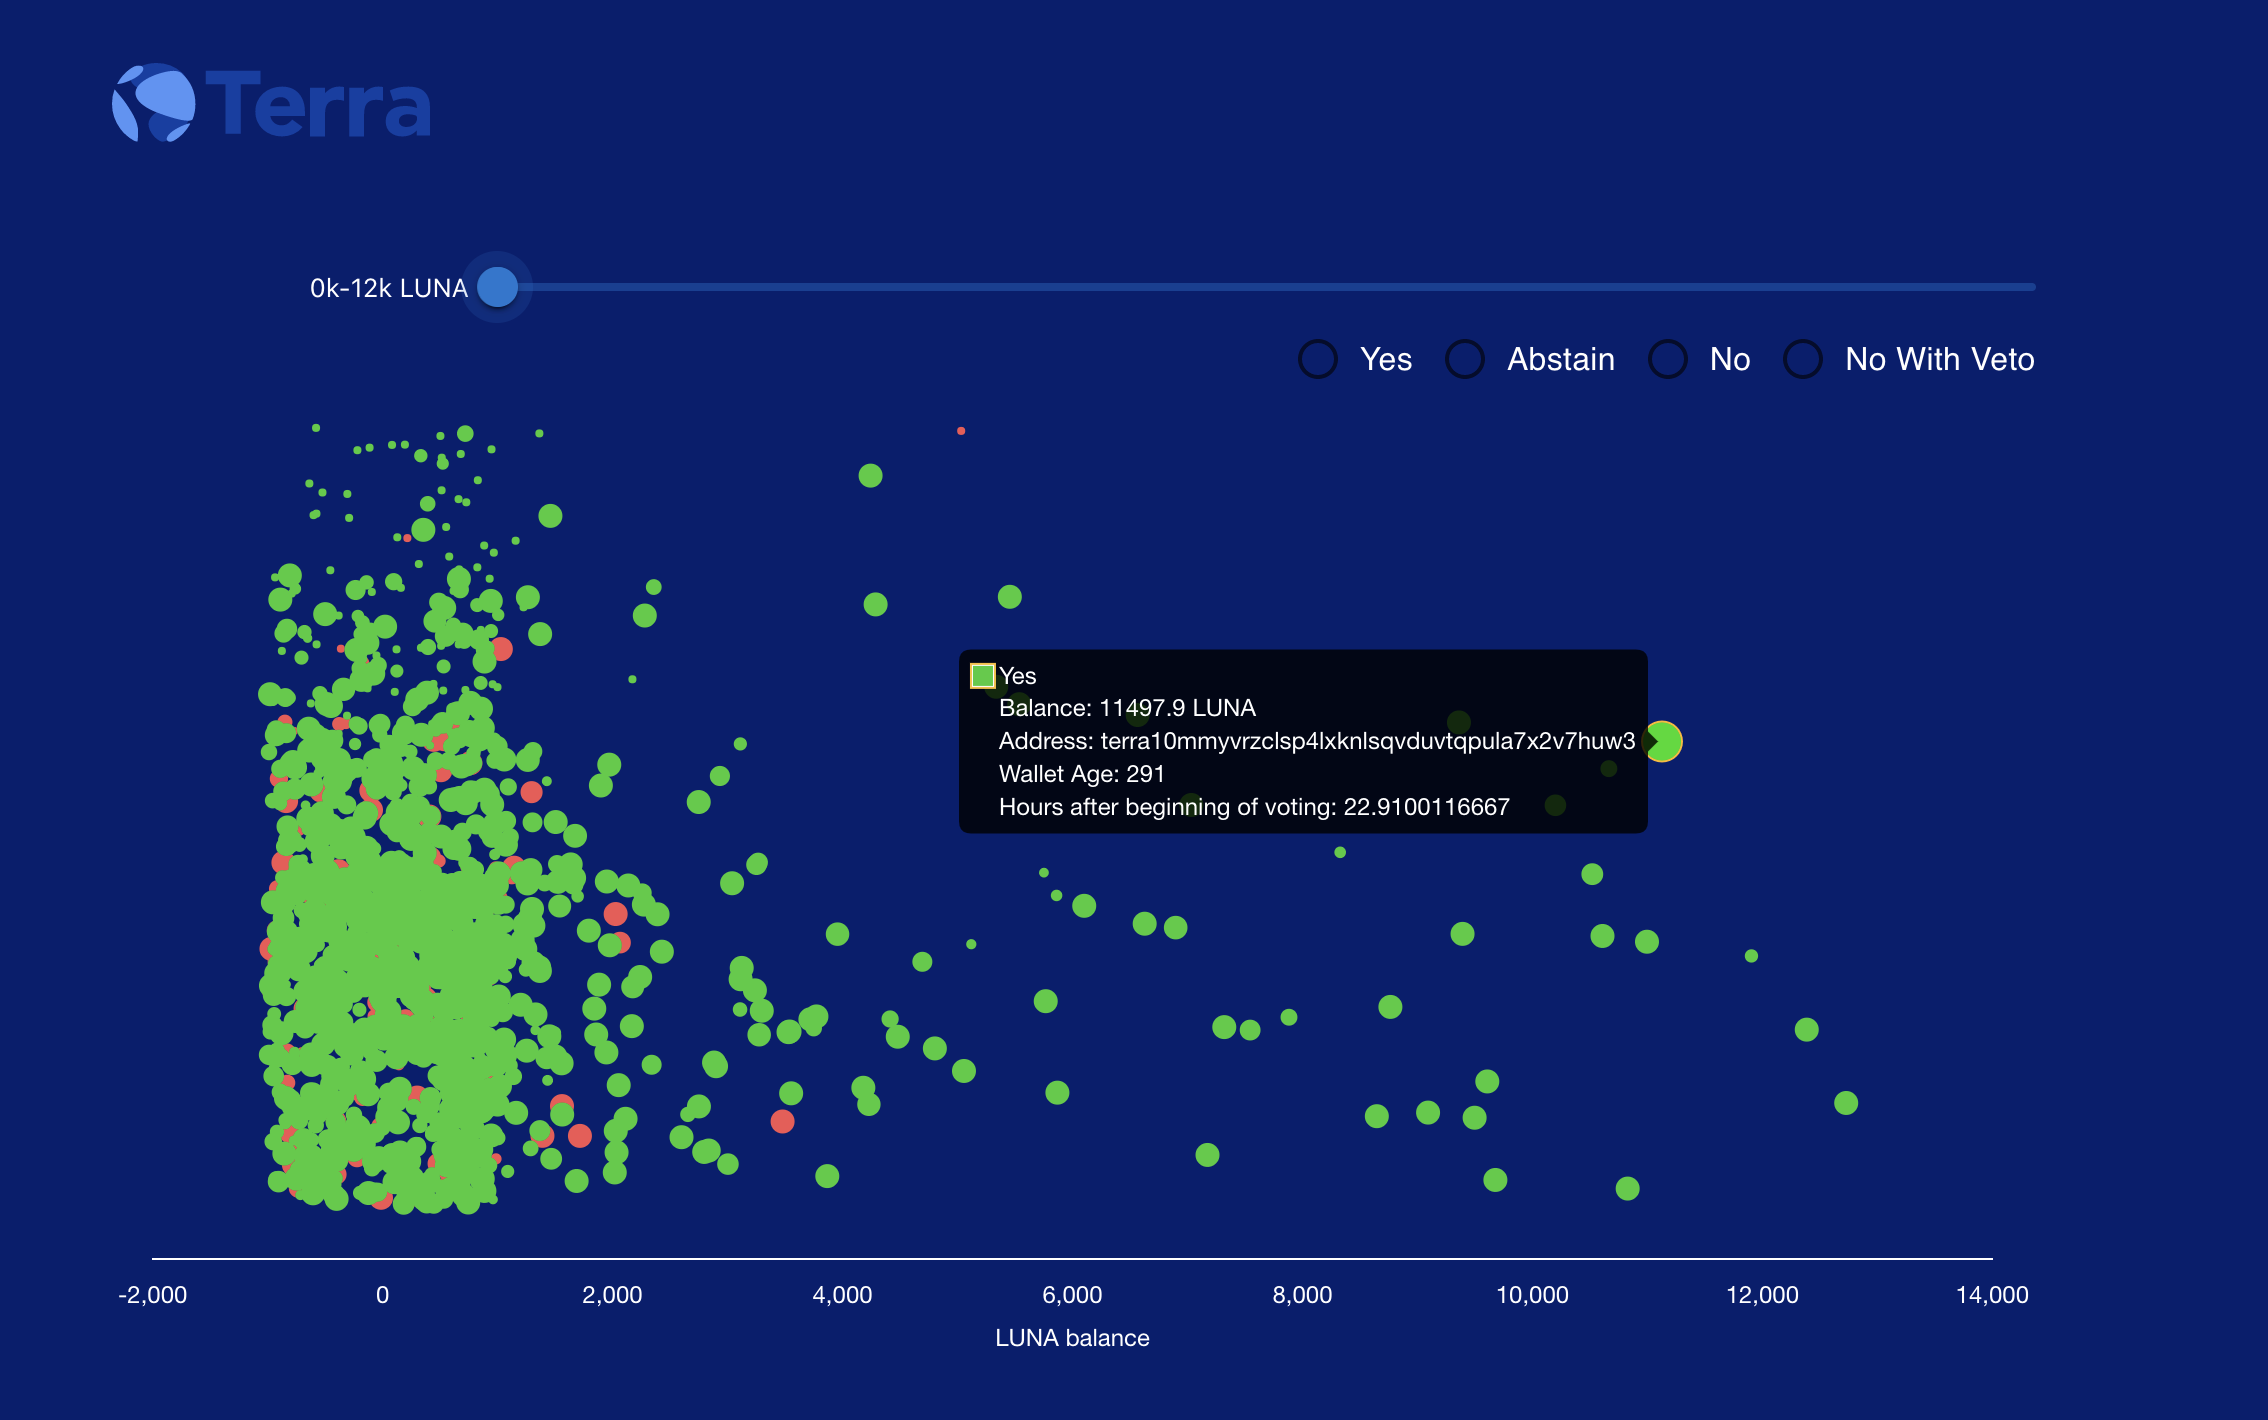 Terra
0k-12k LUNA
Yes Abstain No No With Veto
Yes
Balance: 11497.9 LUNA
Address: terra10mmyvrzclsp4lxknlsqvduvtqpula7x2v7huw3
Wallet Age: 291
Hours after beginning of voting: 22.9100116667
-2,000 0 2,000 4,000 6,000 8,000 10,000 12,000 14,000
LUNA balance